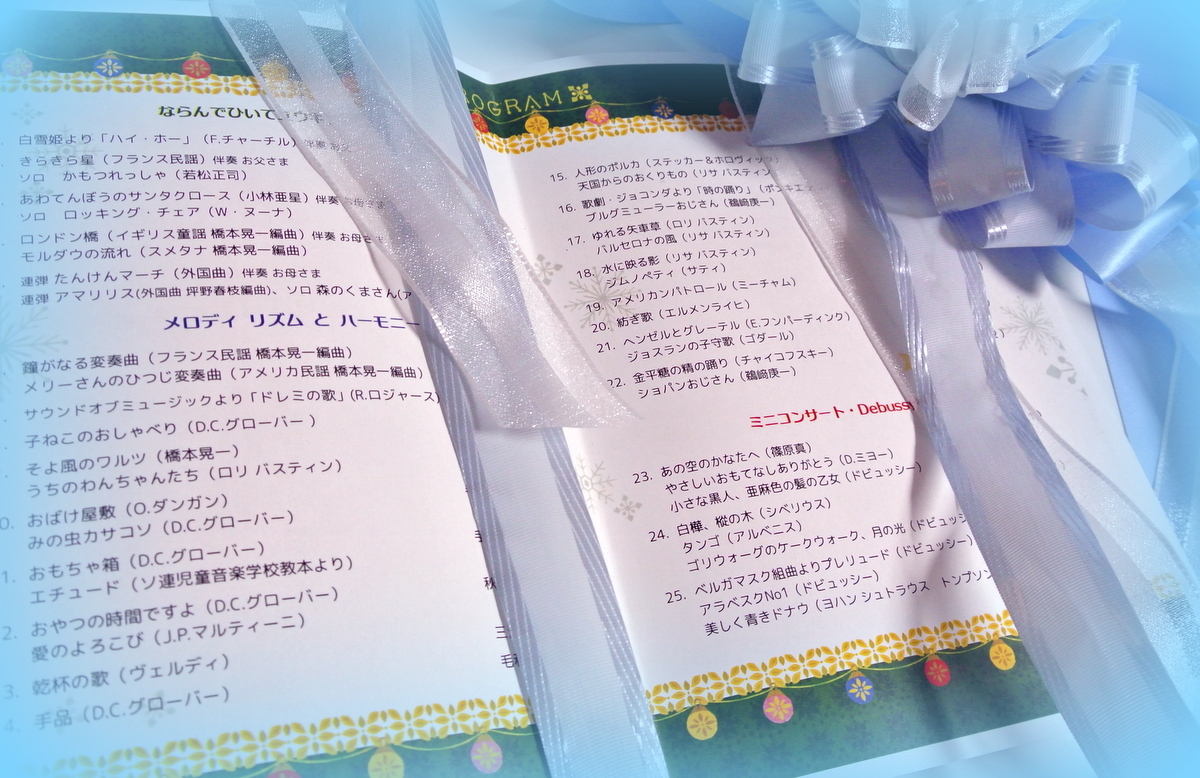 ならんでひいて
白雪姫より「ハイ・ホー」（F.チャーチル）伴奏 お父
きらきら星（フランス民謡）伴奏 お父さま
ソロ　かもつれっしゃ（若松正司）
あわてんぼうのサンタクロース（小林亜星）伴奏 お母さま
ソロ　ロッキング・チェア（W・ヌーナ）
ロンドン橋（イギリス童謡 橋本晃一編曲）伴奏 お母さま
モルダウの流れ（スメタナ 橋本晃一編曲）
連弾 たんけんマーチ（外国曲）伴奏 お母さま
連弾 アマリリス(外国曲 坪野春枝編曲)、ソロ 森のくまさん(ア
メロディ リズム と ハーモニー
鐘がなる変奏曲（フランス民謡 橋本晃一編曲）
メリーさんのひつじ変奏曲（アメリカ民謡 橋本晃一編曲）
サウンドオブミュージックより「ドレミの歌」(R.ロジャース)
子ねこのおしゃべり（D.C.グローバー ）
そよ風のワルツ（橋本晃一）
うちのわんちゃんたち（ロリ バスティン）
0. おばけ屋敷（O.ダンガン）
みの虫カサコソ（D.C.グローバー）
1. おもちゃ箱（D.C.グローバー）
エチュード（ソ連児童音楽学校教本より）
2. おやつの時間ですよ（D.C.グローバー）
愛のよろこび（J.P.マルティーニ）
3. 乾杯の歌（ヴェルディ）
4. 手品（D.C.グローバー）
OGRAM
15. 人形のポルカ（ステッカー＆ホロヴィッツ）
天国からのおくりもの（リサ バスティン
16. 歌劇・ジョコンダより「時の踊り」（ポンキエ
ブルグミューラーおじさん（鵜﨑庚一）
17. ゆれる矢車草（ロリ バスティン）
バルセロナの風（リサ バスティン）
18. 水に映る影（リサ バスティン）
ジムノペティ（サティ）
19. アメリカンパトロール（ミーチャム）
20. 紡ぎ歌（エルメンライヒ）
21. ヘンゼルとグレーテル（E.フンパーディンク）
ジョスランの子守歌（ゴダール）
22. 金平糖の精の踊り（チャイコフスキー）
ショパンおじさん（鵜﨑庚一）
ミニコンサート・Debussy
23. あの空のかなたへ（篠原真）
やさしいおもてなしありがとう（D.ミヨー）
小さな黒人、亜麻色の髪の乙女（ドビュッシー）
24. 白樺、樅の木（シベリウス）
タンゴ（アルベニス）
ゴリウォーグのケークウォーク、月の光（ドビュッシ
25. ベルガマスク組曲よりプレリュード（ドビュッシー）
アラベスクNo1（ドビュッシー）
美しく青きドナウ（ヨハン シュトラウス　トンプソン